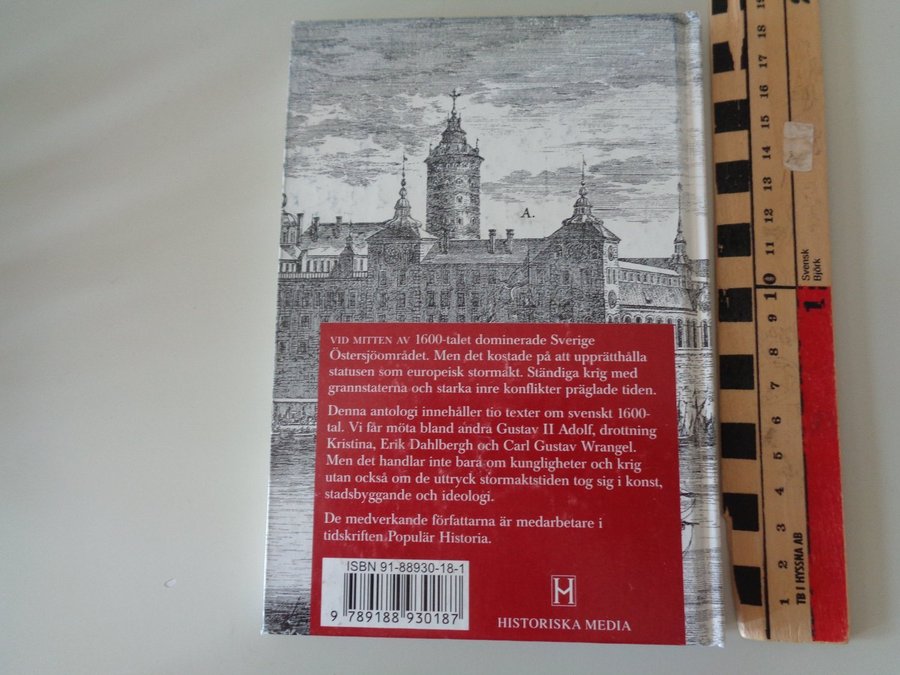 A.
VID MITTEN AV 1600-talet dominerade Sverige
Östersjöområdet. Men det kostade på att upprätthålla
statusen som europeisk stormakt. Ständiga krig med
grannstaterna och starka inre konflikter präglade tiden.
Denna antologi innehåller tio texter om svenskt 1600-
tal. Vi får möta bland andra Gustav II Adolf, drottning
Kristina, Erik Dahlbergh och Carl Gustav Wrangel.
Men det handlar inte bara om kungligheter och krig
utan också om de uttryck stormaktstiden tog sig i konst,
stadsbyggande och ideologi.
De medverkande författarna är medarbetare i
tidskriften Populär Historia.
ISBN 91-88930-18-1
9 789188 930187
H
HISTORISKA MEDIA
19
18
17
16
15
14
13
12
11
10
9
8
7
6
5
4
3
2
1
1
Svensk
Björk
TB I HYSSNA AB